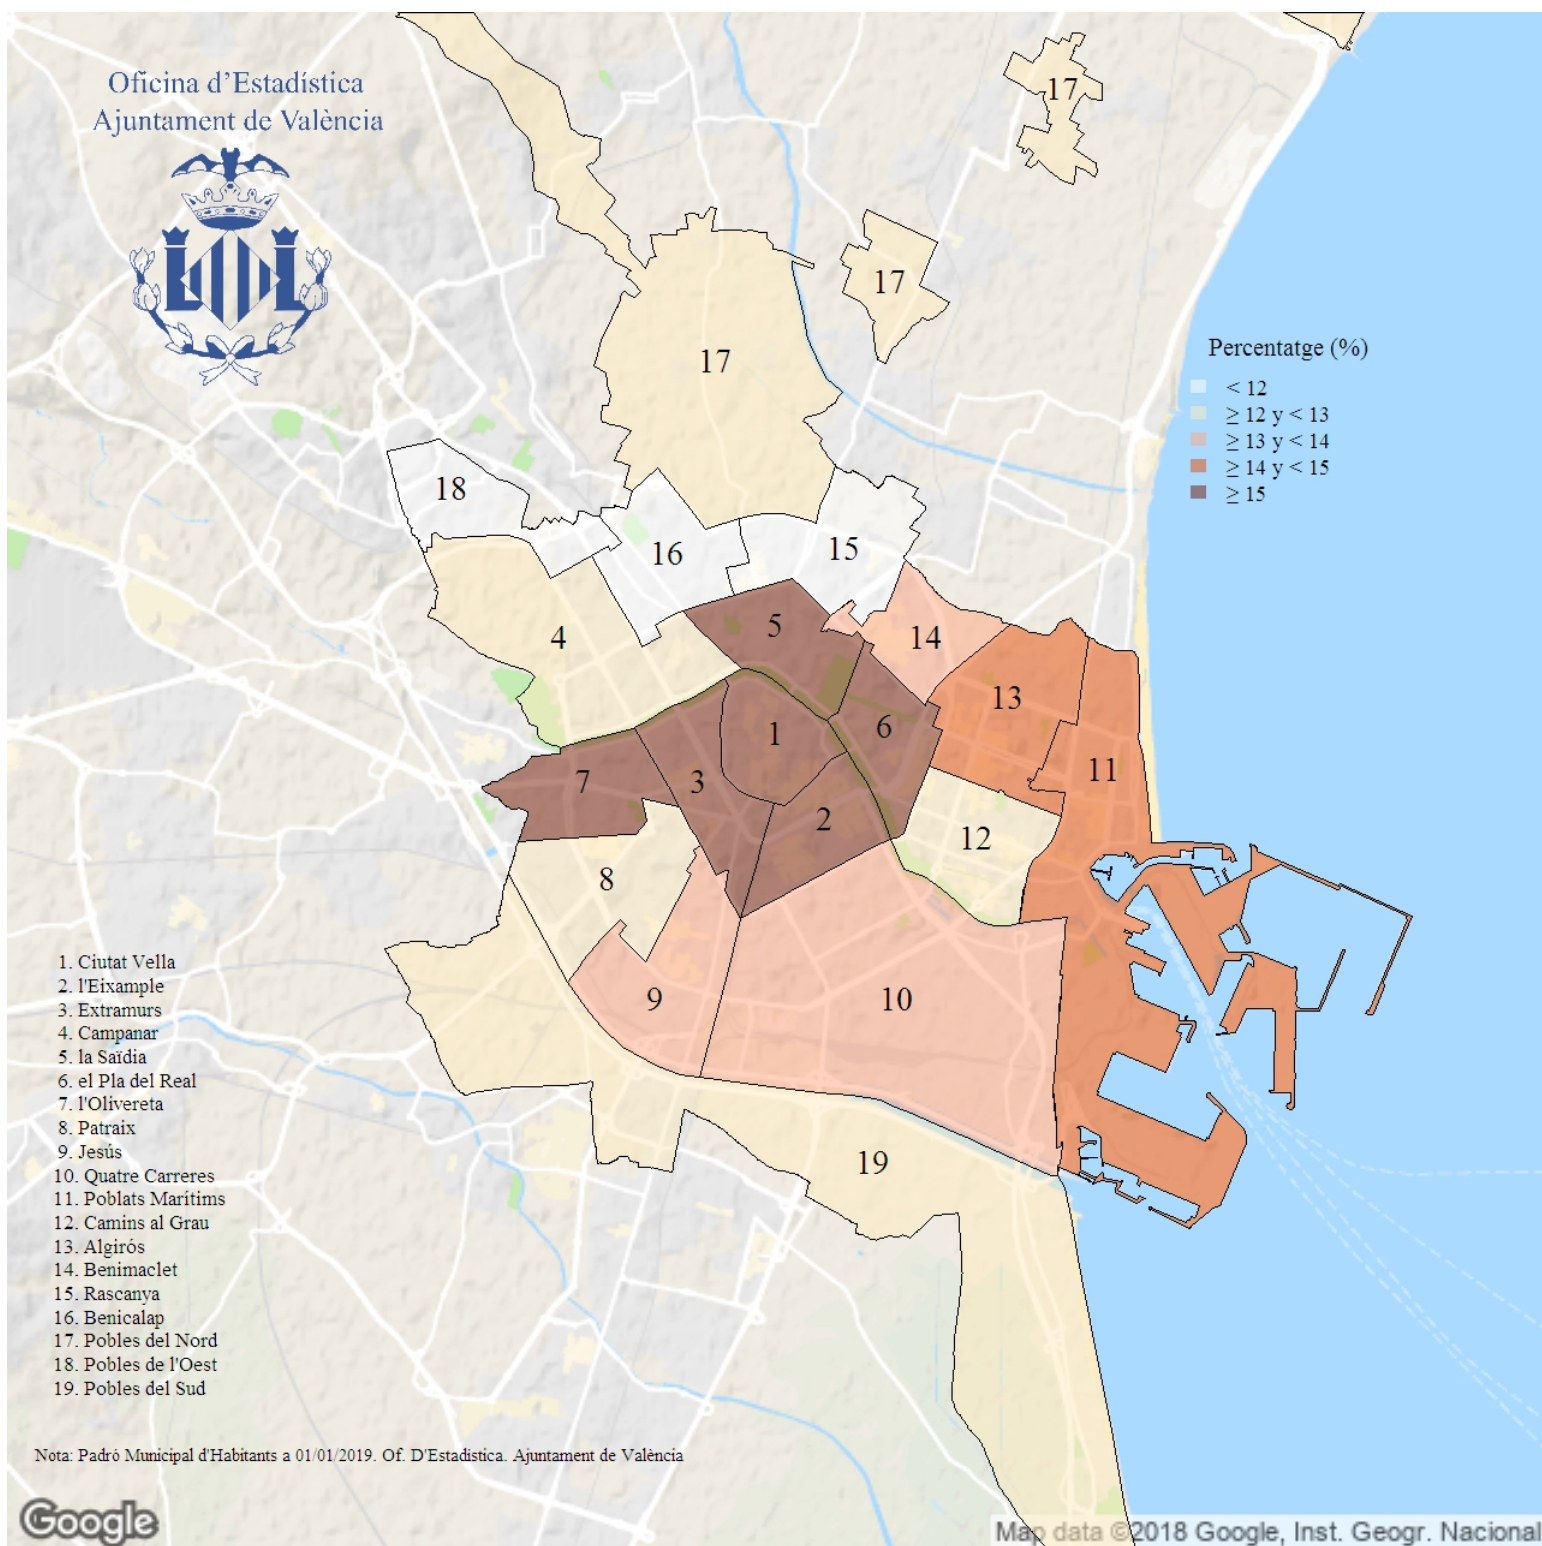 Oficina d'Estadística
Ajuntament de València
17
17
17
Percentatge (%)
< 12
≥ 12 y < 13
≥ 13 y < 14
≥ 14 y < 15
≥ 15
18
16
15
4
5
14
13
1
6
11
7
3
2
12
8
9
10
19
1. Ciutat Vella
2. l'Eixample
3. Extramurs
4. Campanar
5. la Saïdia
6. el Pla del Real
7. l'Olivereta
8. Patraix
9. Jesús
10. Quatre Carreres
11. Poblats Marítims
12. Camins al Grau
13. Algirós
14. Benimaclet
15. Rascanya
16. Benicalap
17. Pobles del Nord
18. Pobles de l'Oest
19. Pobles del Sud
Nota: Padró Municipal d'Habitants a 01/01/2019. Of. D'Estadística. Ajuntament de València
Google
Map data ©2018 Google, Inst. Geogr. Nacional